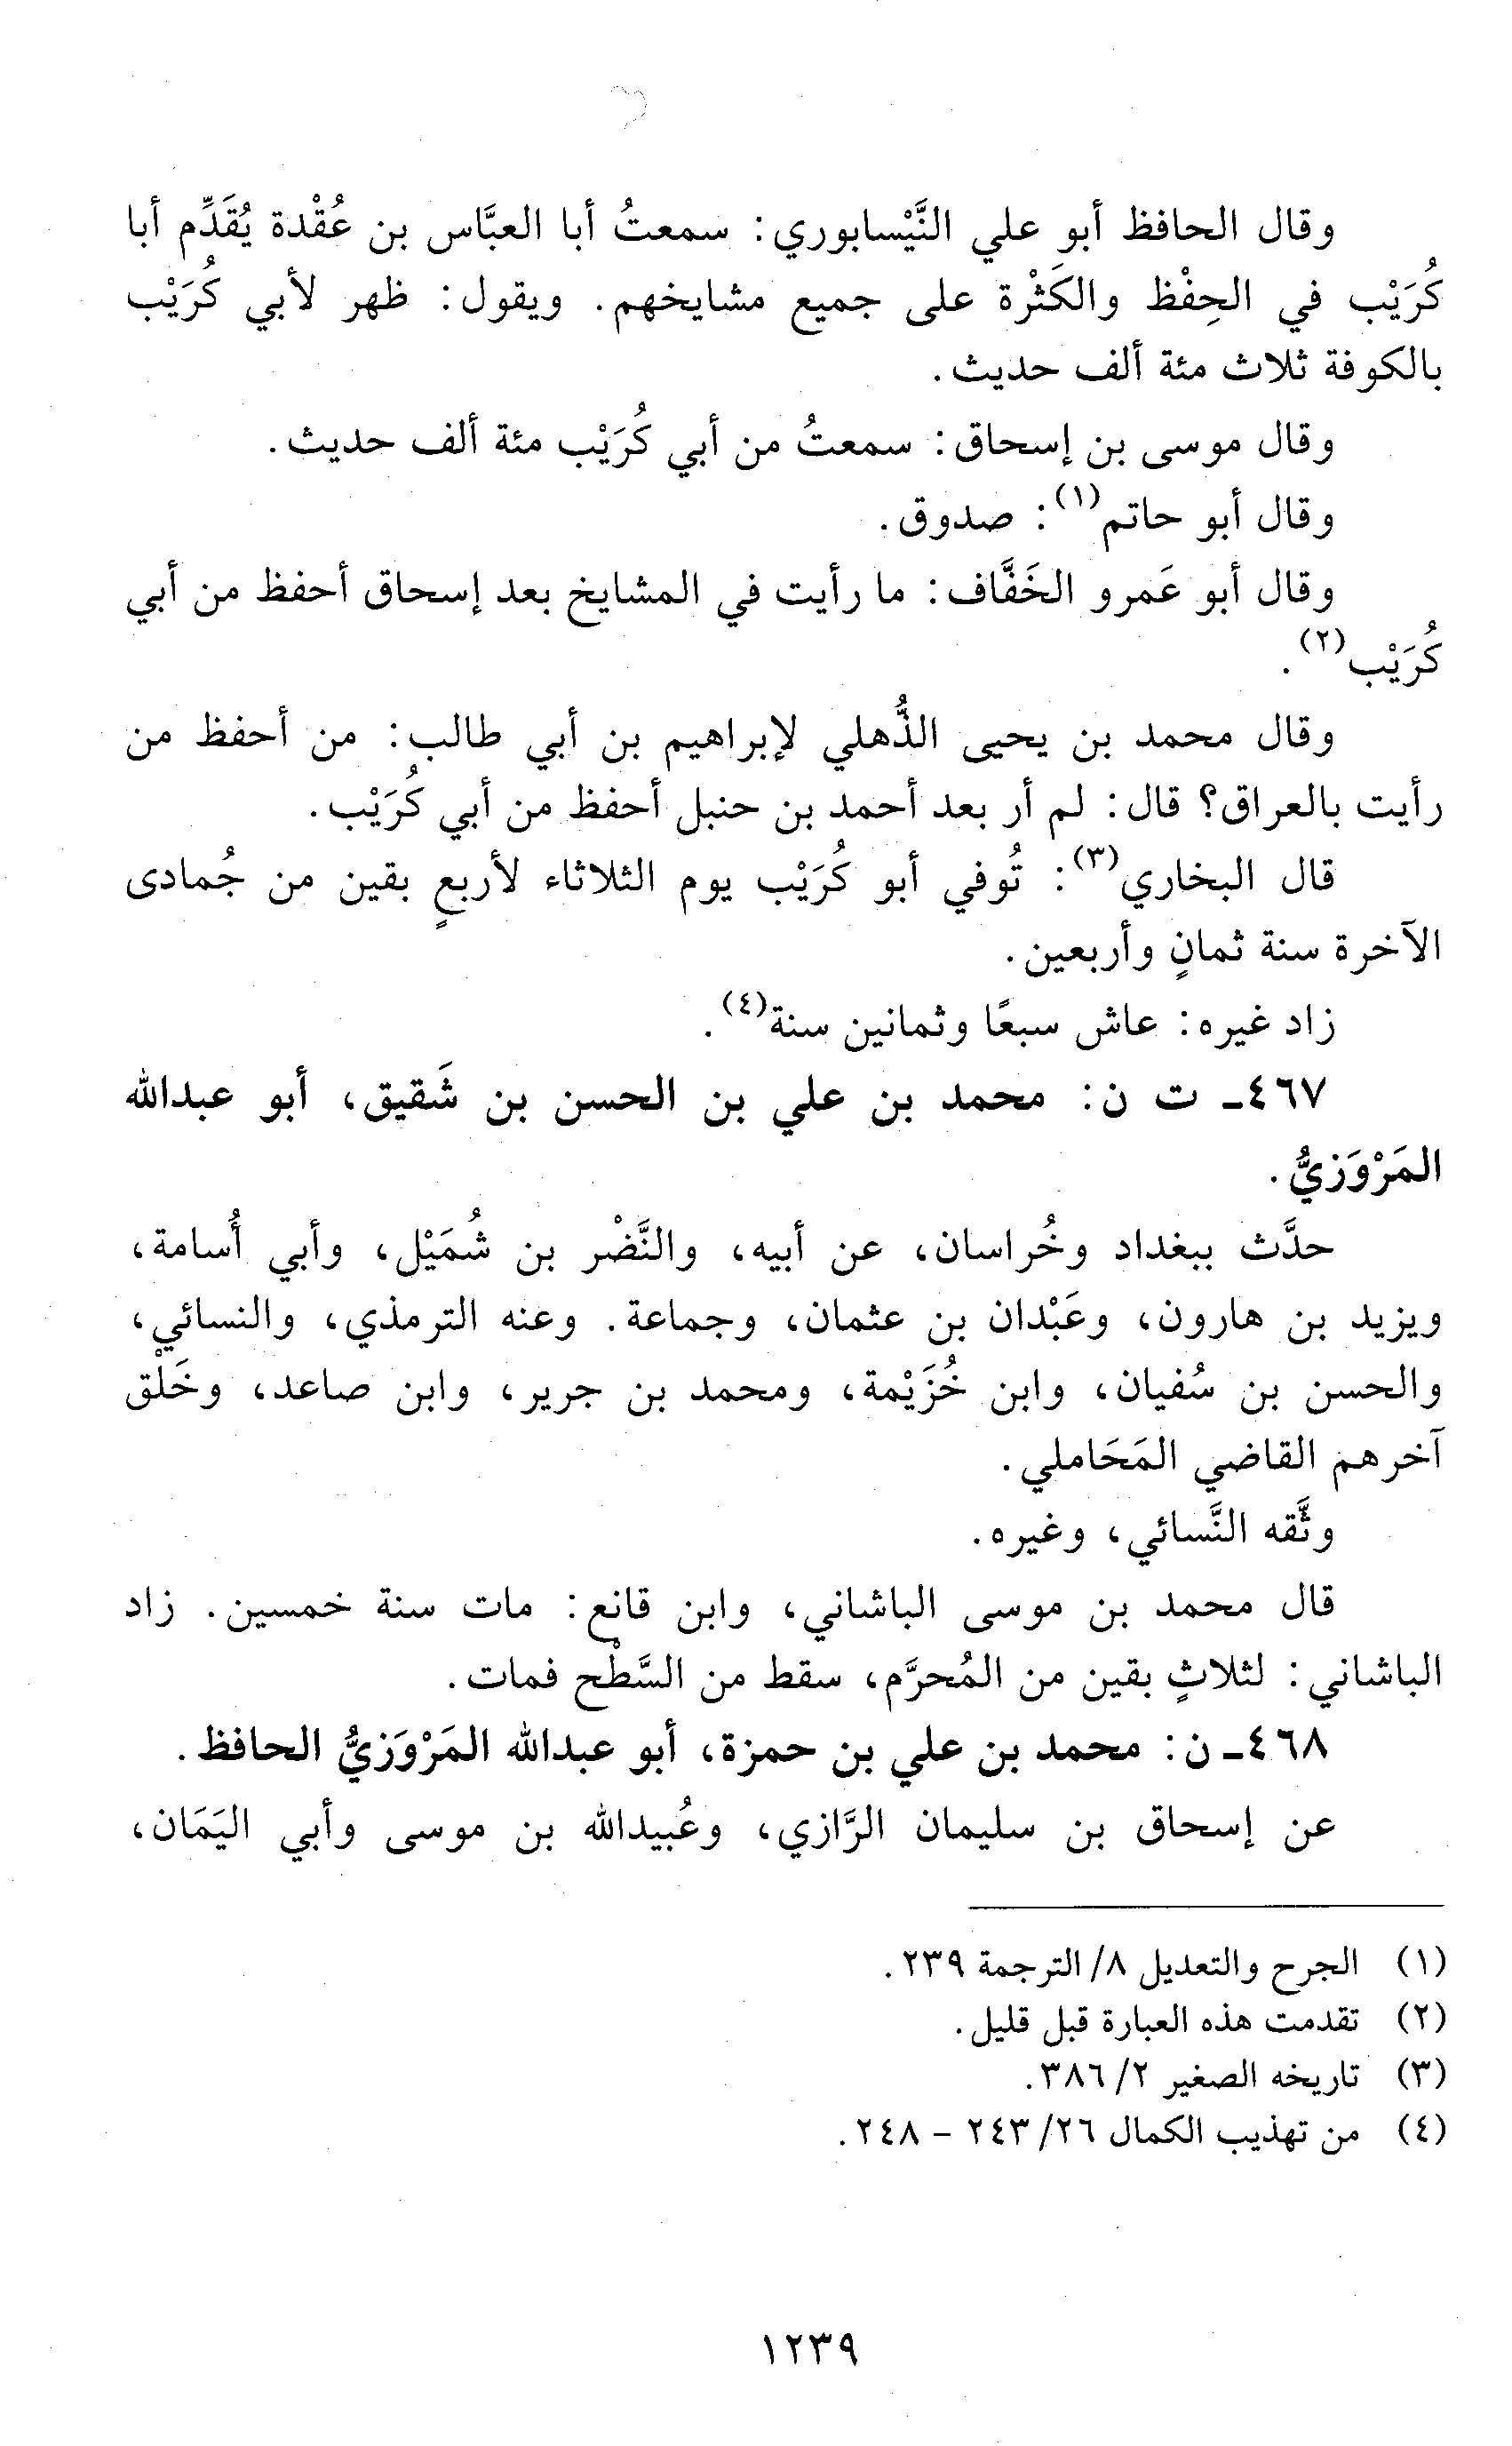 وقال الحافظ أبو علي النَّيْسابوري: سمعتُ أبا العبَّاس بن عُقْدة يُقَدِّم أبا
كُرَيْب في الحِفْظ والكَثْرة على جميع مشايخهم. ويقول: ظهر لأبي كُرَيْب
بالكوفة ثلاث مئة ألف حديث.
وقال موسى بن إسحاق: سمعتُ من أبي كُرَيْب مئة ألف حديث.
وقال أبو حاتم(١): صدوق.
وقال أبو عَمرو الخَفَّاف: ما رأيت في المشايخ بعد إسحاق أحفظ من أبي
كُرَيْب(٢).
وقال محمد بن يحيى الذُّهلي لإبراهيم بن أبي طالب: من أحفظ من
رأيت بالعراق؟ قال: لم أر بعد أحمد بن حنبل أحفظ من أبي كُرَيْب.
قال البخاري(٣): تُوفي أبو كُرَيْب يوم الثلاثاء لأربعٍ بقين من جُمادى
الآخرة سنة ثمانٍ وأربعين.
زاد غيره: عاش سبعًا وثمانين سنة(٤).
٤٦٧ـ ت ن: محمد بن علي بن الحسن بن شَقيق، أبو عبدالله
المَرْوَزيُّ.
حدَّث ببغداد وخُراسان، عن أبيه، والنَّضْر بن شُمَيْل، وأبي أُسامة،
ويزيد بن هارون، وعَبْدان بن عثمان، وجماعة. وعنه الترمذي، والنسائي،
والحسن بن سُفيان، وابن خُزَيْمة، ومحمد بن جرير، وابن صاعد، وخَلْق
آخرهم القاضي المَحَاملي.
وثَّقه النَّسائي، وغيره.
قال محمد بن موسى الباشاني، وابن قانع: مات سنة خمسين. زاد
الباشاني: لثلاثٍ بقين من المُحرَّم، سقط من السَّطْح فمات.
٤٦٨ـ ن: محمد بن علي بن حمزة، أبو عبدالله المَرْوَزيُّ الحافظ.
عن إسحاق بن سليمان الرَّازي، وعُبيدالله بن موسى وأبي اليَمَان،
(١) الجرح والتعديل ٨/ الترجمة ٢٣٩.
(٢) تقدمت هذه العبارة قبل قليل.
(٣) تاريخه الصغير ٢/ ٣٨٦.
(٤) من تهذيب الكمال ٢٦/ ٢٤٣ – ٢٤٨.
١٢٣٩